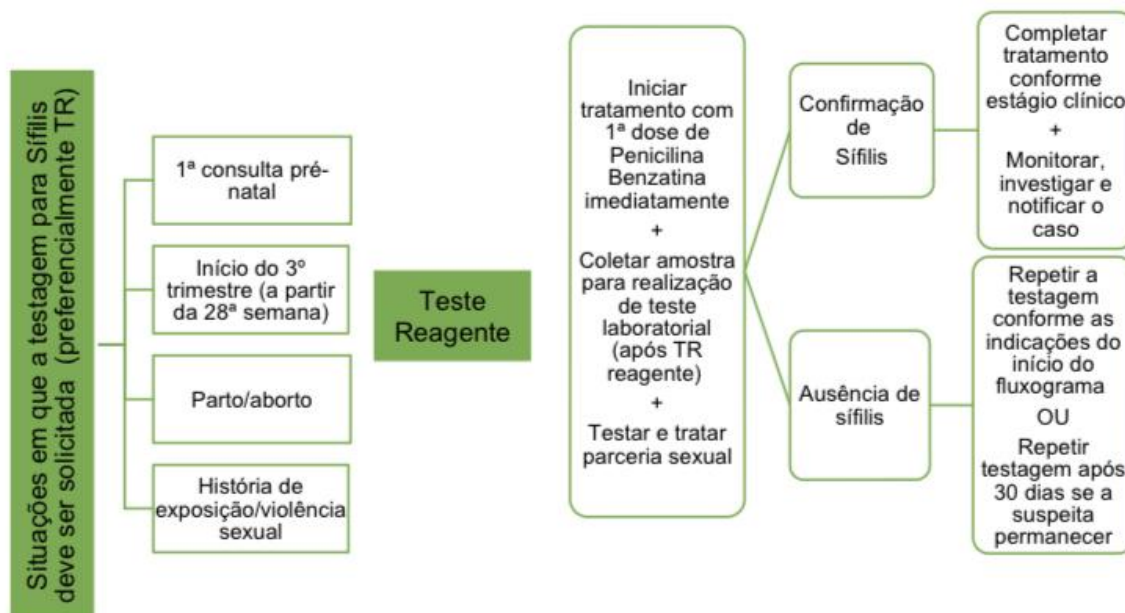 Situações em que a testagem para Sífilis
deve ser solicitada (preferencialmente TR)
1ª consulta pré-
natal
Início do 3º
trimestre (a partir
da 28ª semana)
Parto/aborto
História de
exposição/violência
sexual
Teste
Reagente
Iniciar
tratamento com
1ª dose de
Penicilina
Benzatina
imediatamente
+
Coletar amostra
para realização
de teste
laboratorial
(após TR
reagente)
+
Testar e tratar
parceria sexual
Confirmação
de
Sífilis
Completar
tratamento
conforme
estágio clínico
+
Monitorar,
investigar e
notificar o
caso
Ausência de
sífilis
Repetir a
testagem
conforme as
indicações do
início do
fluxograma
OU
Repetir
testagem após
30 dias se a
suspeita
permanecer